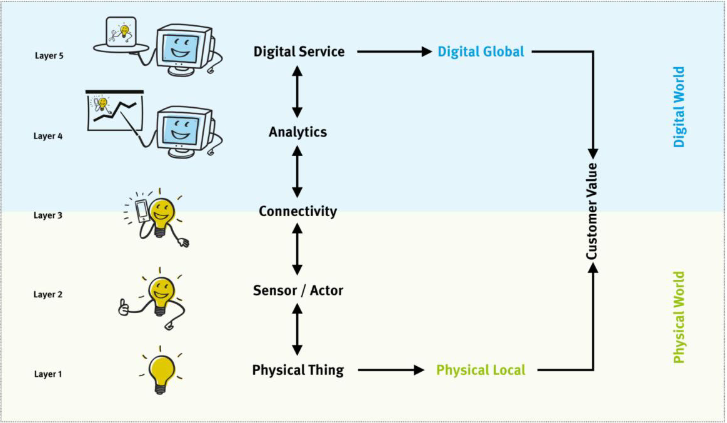 Layer 5
Digital Service
Digital Global
Layer 4
Analytics
Digital World
Layer 3
Connectivity
Customer Value
Layer 2
Sensor / Actor
Physical World
Layer 1
Physical Thing
Physical Local